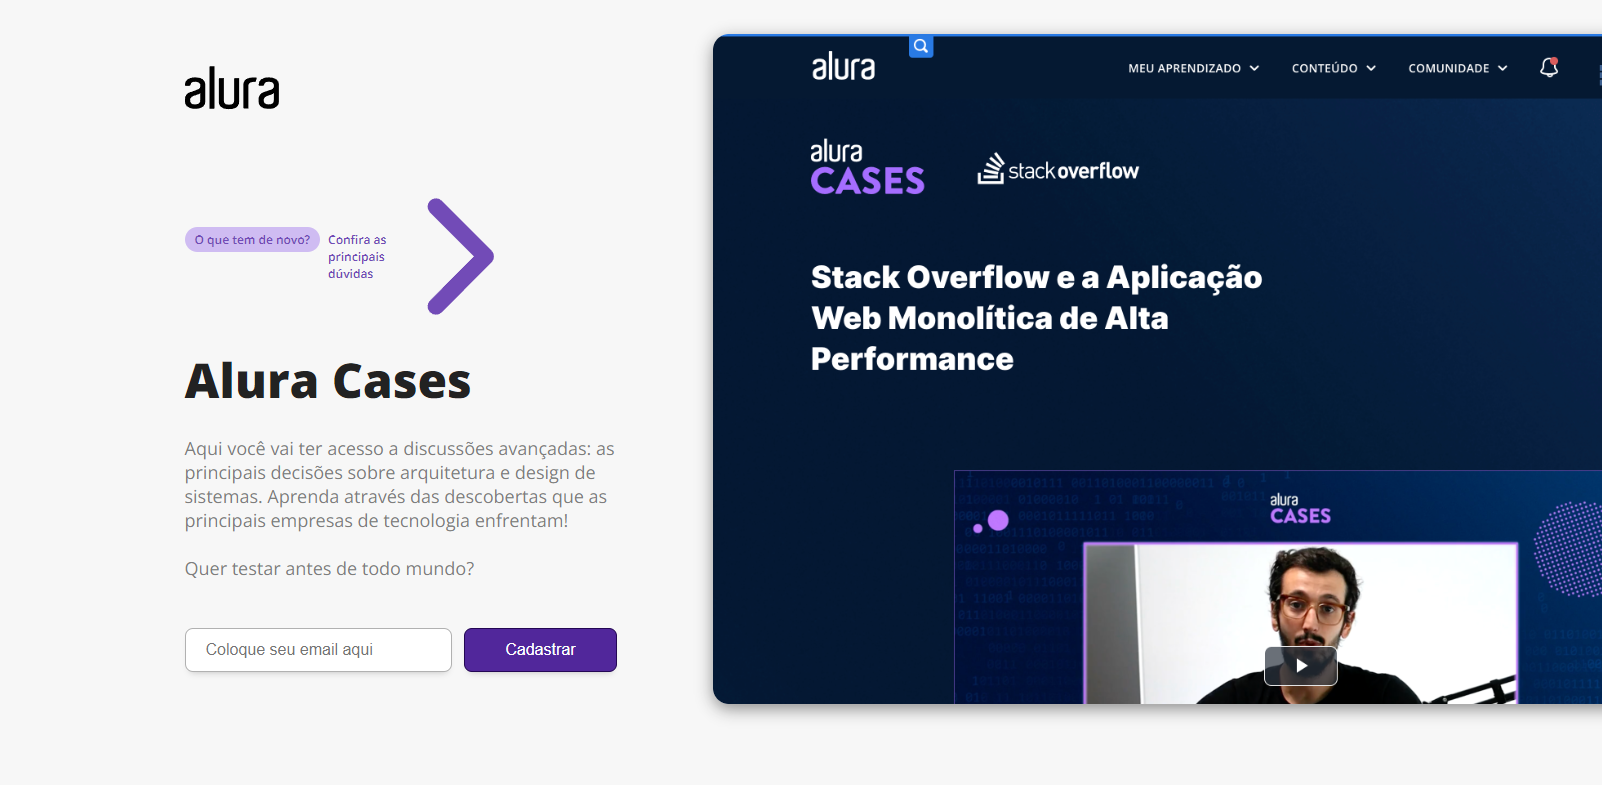 alura
O que tem de novo?
Confira as
principais
dúvidas
Alura Cases
Aqui você vai ter acesso a discussões avançadas: as
principais decisões sobre arquitetura e design de
sistemas. Aprenda através das descobertas que as
principais empresas de tecnologia enfrentam!
Quer testar antes de todo mundo?
Coloque seu email aqui
Cadastrar
alura
MEU APRENDIZADO
CONTEÚDO
COMUNIDADE
alura
CASES
stackoverflow
Stack Overflow e a Aplicação
Web Monolítica de Alta
Performance
alura
CASES